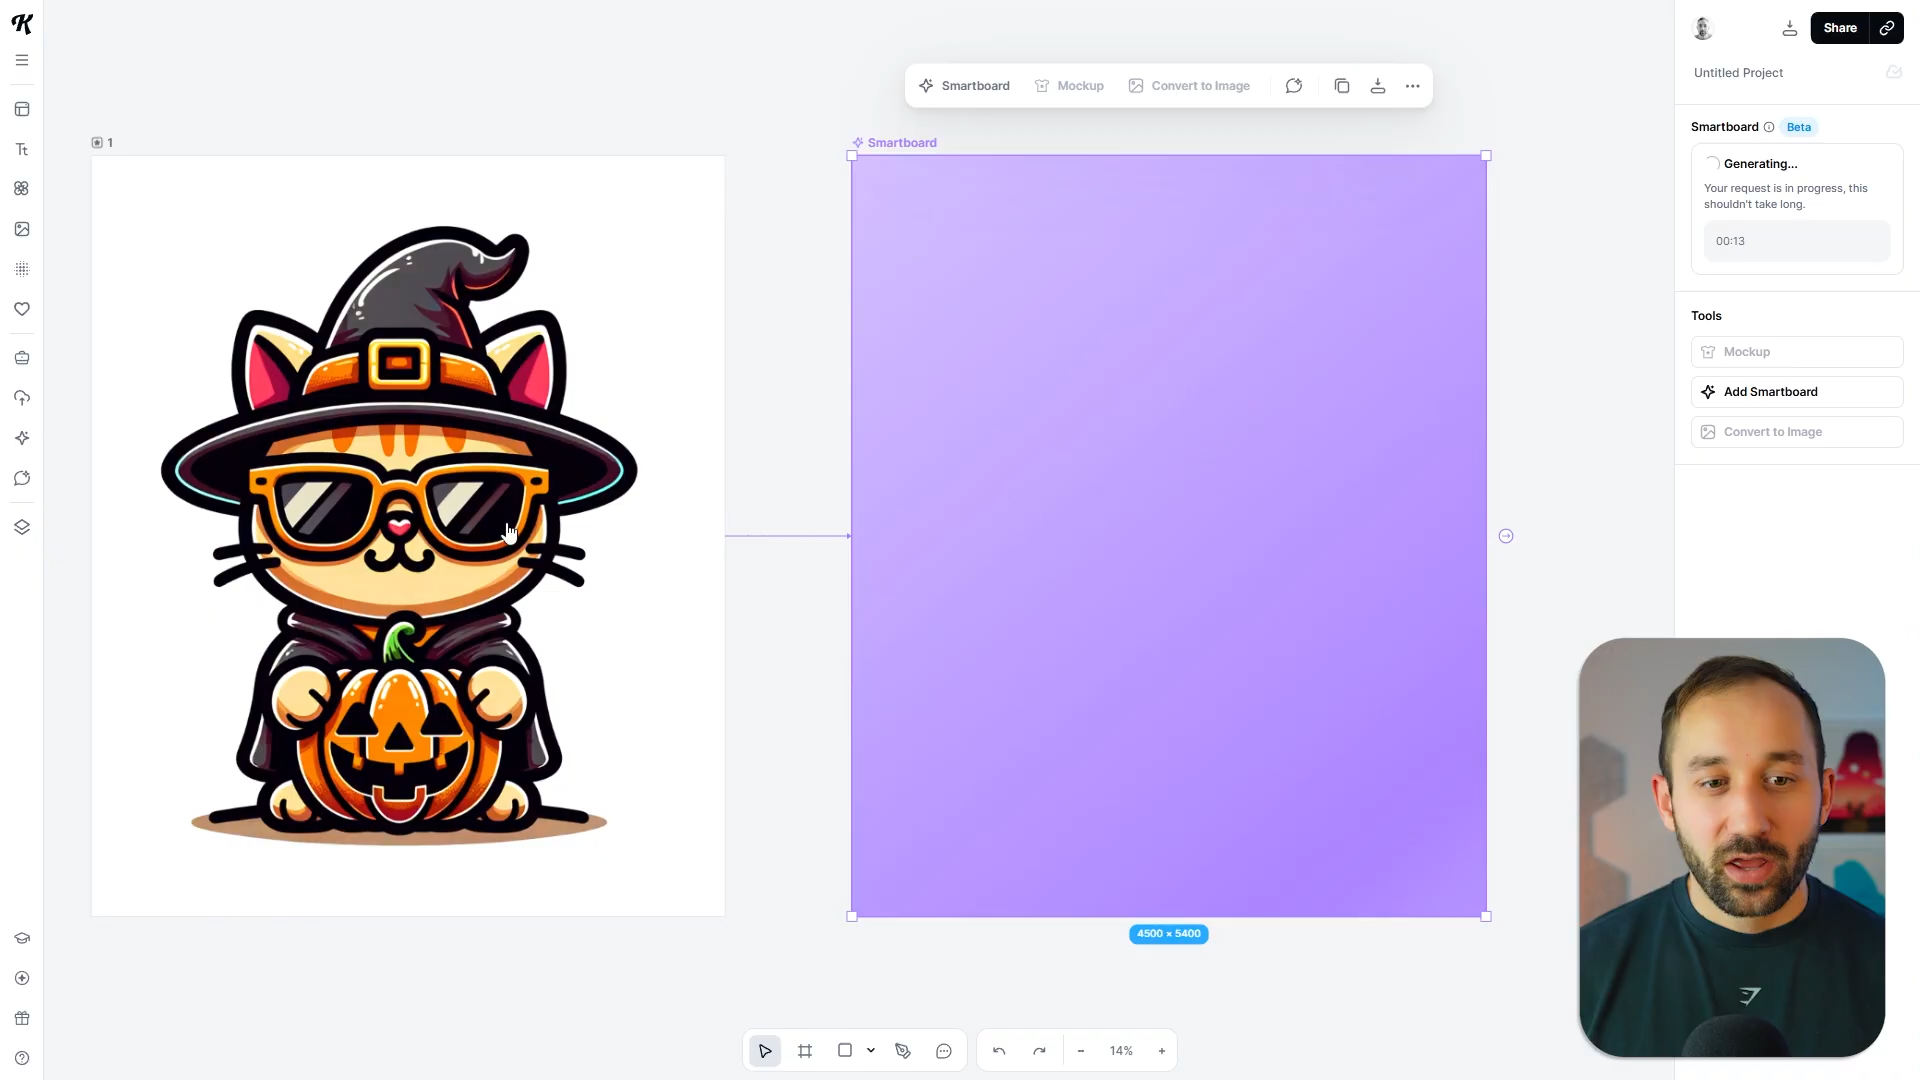 Smartboard
Mockup
Convert to Image
Share
Untitled Project
1
Smartboard
Smartboard
Beta
Generating...
Your request is in progress, this
shouldn't take long.
00:13
Tools
Mockup
Add Smartboard
Convert to Image
4500 × 5400
14%